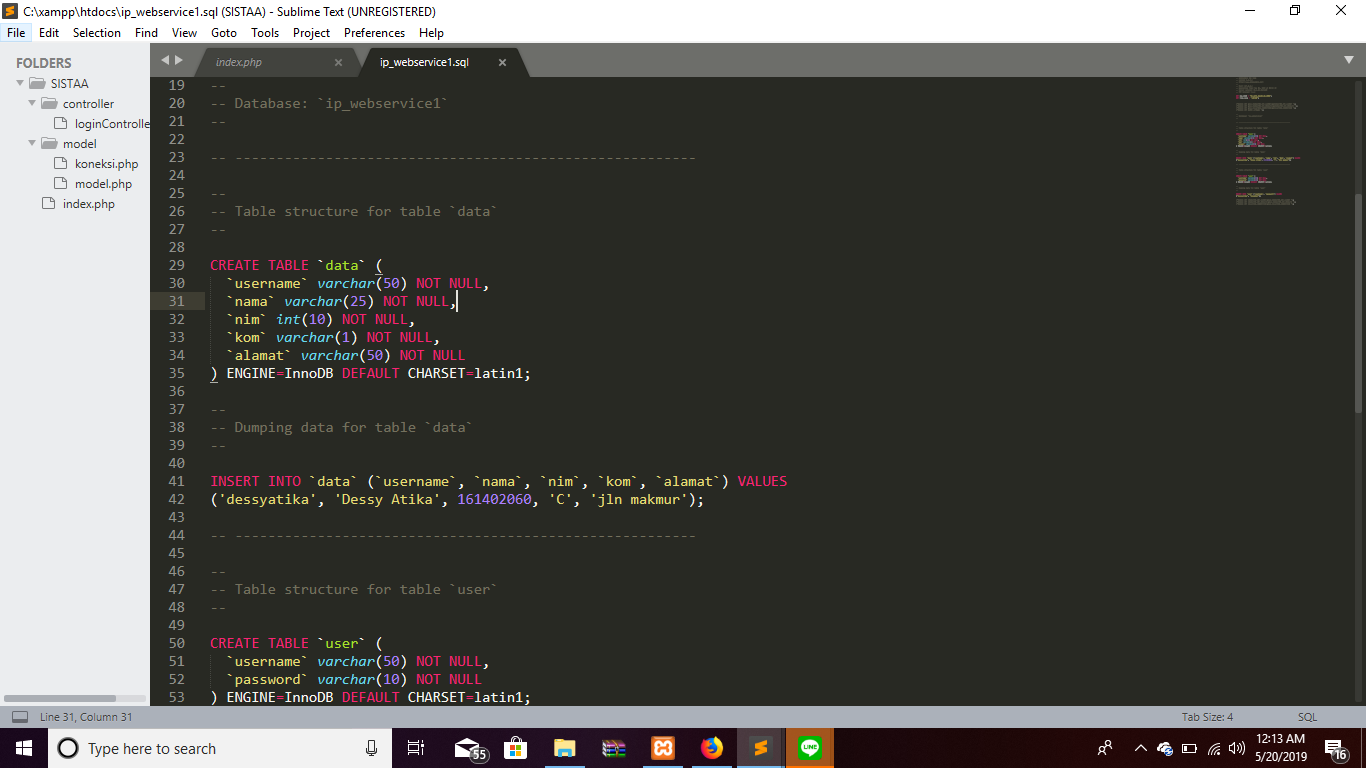 C:\xampp\htdocs\ip_webservice1.sql (SISTAA) - Sublime Text (UNREGISTERED)
File Edit Selection Find View Goto Tools Project Preferences Help
FOLDERS
SISTAA
controller
loginControlle
model
koneksi.php
model.php
index.php
index.php × ip_webservice1.sql ×
19 --
20 -- Database: `ip_webservice1`
21 --
22
23 -- --------------------------------------------------------
24
25 --
26 -- Table structure for table `data`
27 --
28
29 CREATE TABLE `data` (
30 `username` varchar(50) NOT NULL,
31 `nama` varchar(25) NOT NULL,
32 `nim` int(10) NOT NULL,
33 `kom` varchar(1) NOT NULL,
34 `alamat` varchar(50) NOT NULL
35 ) ENGINE=InnoDB DEFAULT CHARSET=latin1;
36
37 --
38 -- Dumping data for table `data`
39 --
40
41 INSERT INTO `data` (`username`, `nama`, `nim`, `kom`, `alamat`) VALUES
42 ('dessyatika', 'Dessy Atika', 161402060, 'C', 'jln makmur');
43
44 -- --------------------------------------------------------
45
46 --
47 -- Table structure for table `user`
48 --
49
50 CREATE TABLE `user` (
51 `username` varchar(50) NOT NULL,
52 `password` varchar(10) NOT NULL
53 ) ENGINE=InnoDB DEFAULT CHARSET=latin1;
Line 31, Column 31 Tab Size: 4 SQL
Type here to search
55
LINE
12:13 AM
5/20/2019
16